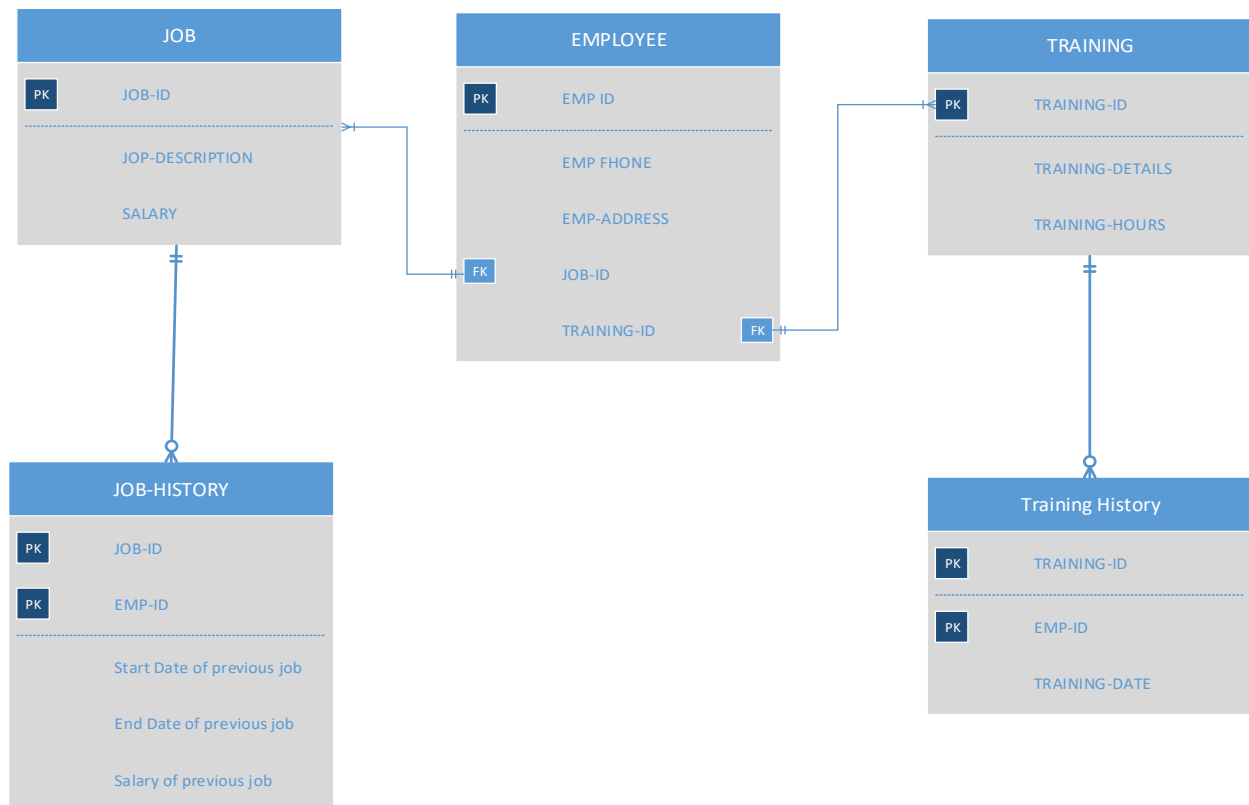 JOB
PK JOB-ID
JOP-DESCRIPTION
SALARY
EMPLOYEE
PK EMP ID
EMP FHONE
EMP-ADDRESS
FK JOB-ID
TRAINING-ID FK
TRAINING
PK TRAINING-ID
TRAINING-DETAILS
TRAINING-HOURS
JOB-HISTORY
PK JOB-ID
PK EMP-ID
Start Date of previous job
End Date of previous job
Salary of previous job
Training History
PK TRAINING-ID
PK EMP-ID
TRAINING-DATE